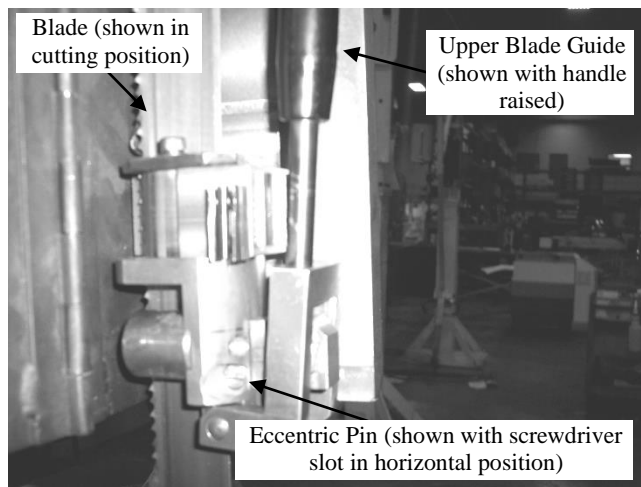 Blade (shown in
cutting position)
Upper Blade Guide
(shown with handle
raised)
Eccentric Pin (shown with screwdriver
slot in horizontal position)